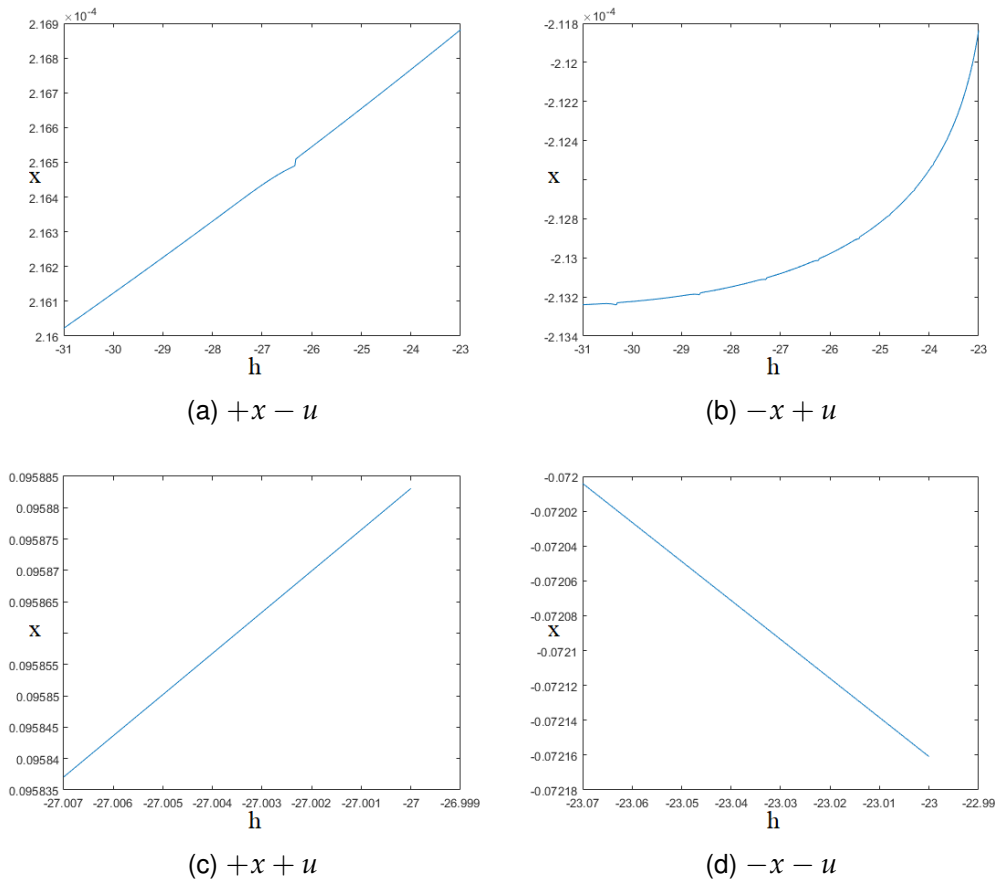 ×10⁻⁴
2.169
2.168
2.167
2.166
2.165
x
2.164
2.163
2.162
2.161
2.16
-31 -30 -29 -28 -27 -26 -25 -24 -23
h
(a) +x − u
×10⁻⁴
-2.118
-2.12
-2.122
-2.124
x
-2.128
-2.13
-2.132
-2.134
-31 -30 -29 -28 -27 -26 -25 -24 -23
h
(b) −x + u
0.095885
0.09588
0.095875
0.09587
0.095865
x
0.095855
0.09585
0.095845
0.09584
0.095835
-27.007 -27.006 -27.005 -27.004 -27.003 -27.002 -27.001 -27 -26.999
h
(c) +x + u
-0.072
-0.07202
-0.07204
-0.07206
-0.07208
x
-0.0721
-0.07212
-0.07214
-0.07216
-0.07218
-23.07 -23.06 -23.05 -23.04 -23.03 -23.02 -23.01 -23 -22.99
h
(d) −x − u